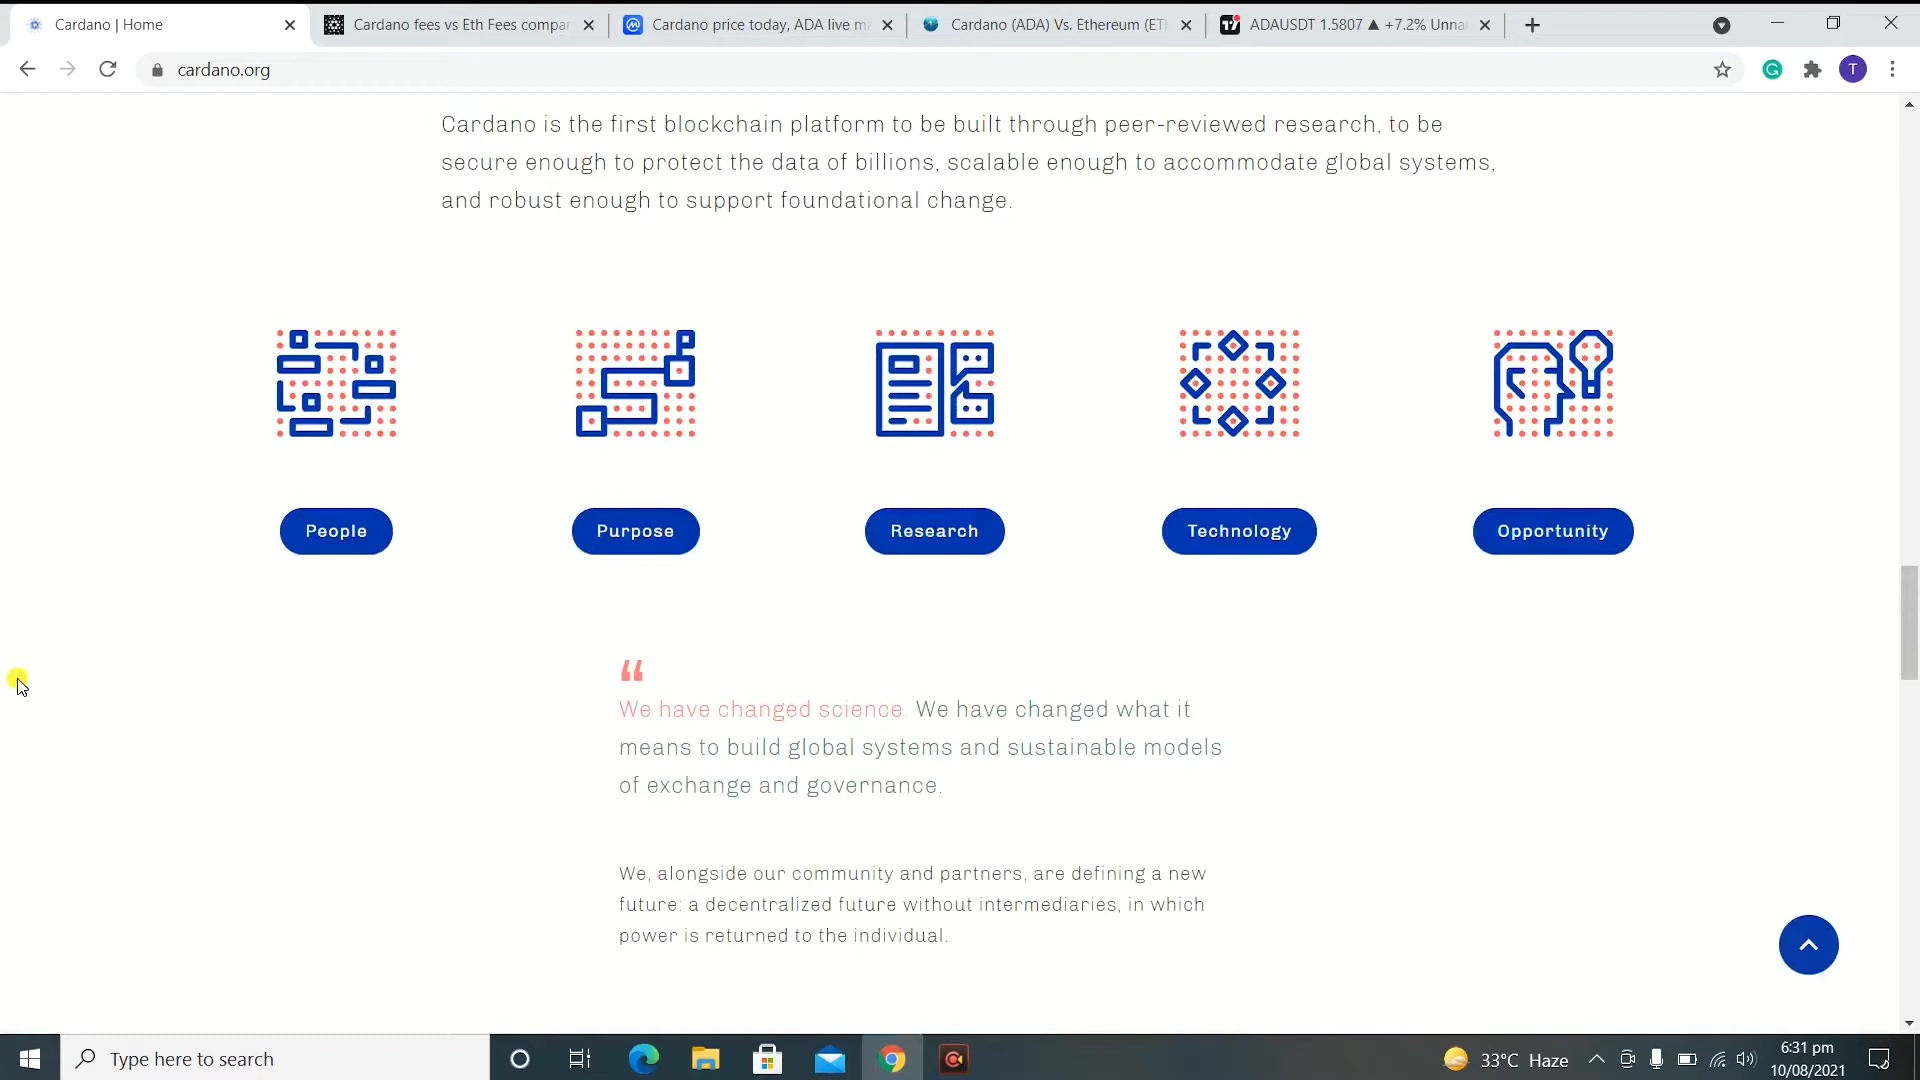 Cardano | Home
Cardano fees vs Eth Fees compar
Cardano price today, ADA live ma
Cardano (ADA) Vs. Ethereum (ETH
ADAUSDT 1.5807 ▲ +7.2% Unna
cardano.org
T
Cardano is the first blockchain platform to be built through peer-reviewed research, to be
secure enough to protect the data of billions, scalable enough to accommodate global systems,
and robust enough to support foundational change.
People
Purpose
Research
Technology
Opportunity
“
We have changed science. We have changed what it
means to build global systems and sustainable models
of exchange and governance.
We, alongside our community and partners, are defining a new
future: a decentralized future without intermediaries, in which
power is returned to the individual.
Type here to search
33°C Haze
6:31 pm
10/08/2021